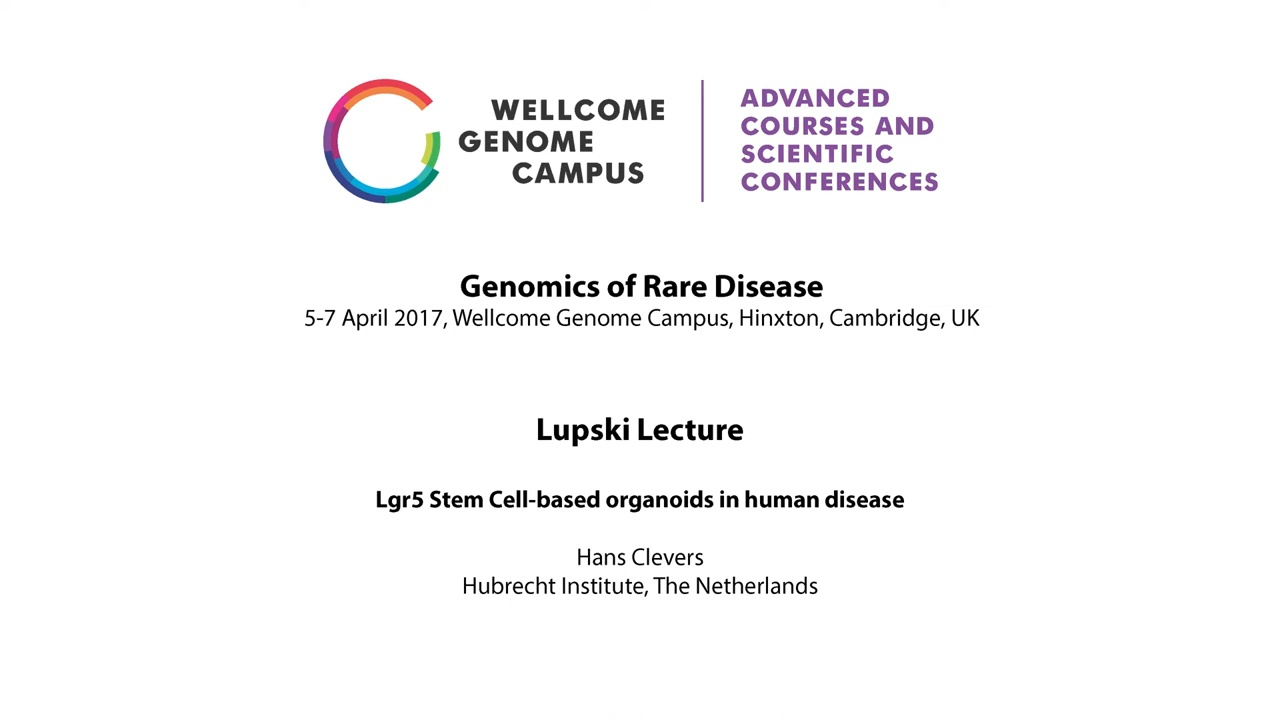 WELLCOME
GENOME
CAMPUS
ADVANCED
COURSES AND
SCIENTIFIC
CONFERENCES
Genomics of Rare Disease
5-7 April 2017, Wellcome Genome Campus, Hinxton, Cambridge, UK
Lupski Lecture
Lgr5 Stem Cell-based organoids in human disease
Hans Clevers
Hubrecht Institute, The Netherlands